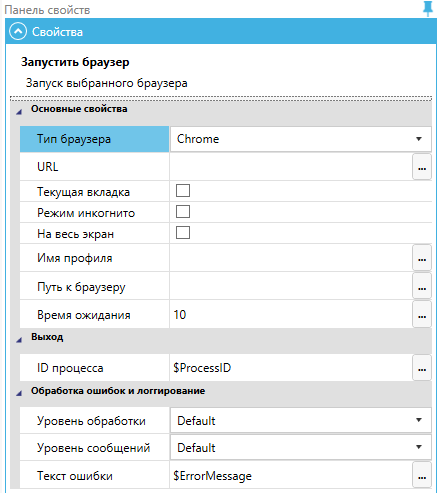 Панель свойств
Свойства
Запустить браузер
Запуск выбранного браузера
Основные свойства
Тип браузера Chrome
URL ...
Текущая вкладка
Режим инкогнито
На весь экран
Имя профиля ...
Путь к браузеру ...
Время ожидания 10 ...
Выход
ID процесса $ProcessID ...
Обработка ошибок и логгирование
Уровень обработки Default
Уровень сообщений Default
Текст ошибки $ErrorMessage ...